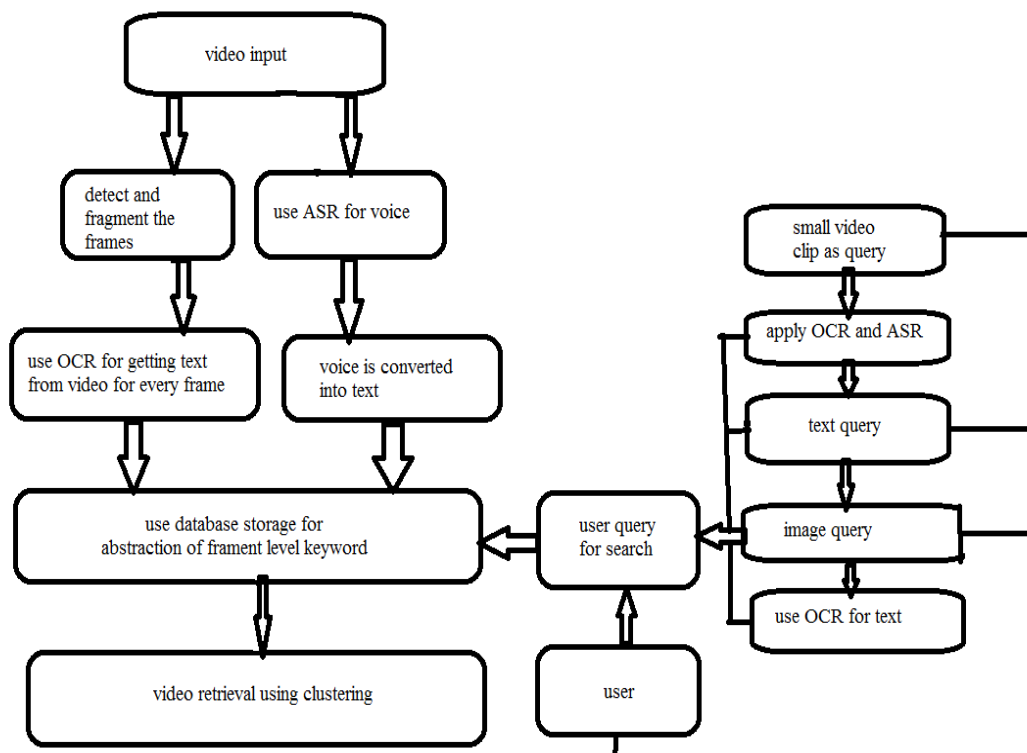 video input
detect and
fragment the
frames
use ASR for voice
use OCR for getting text
from video for every frame
voice is converted
into text
use database storage for
abstraction of frament level keyword
video retrieval using clustering
user query
for search
user
small video
clip as query
apply OCR and ASR
text query
image query
use OCR for text